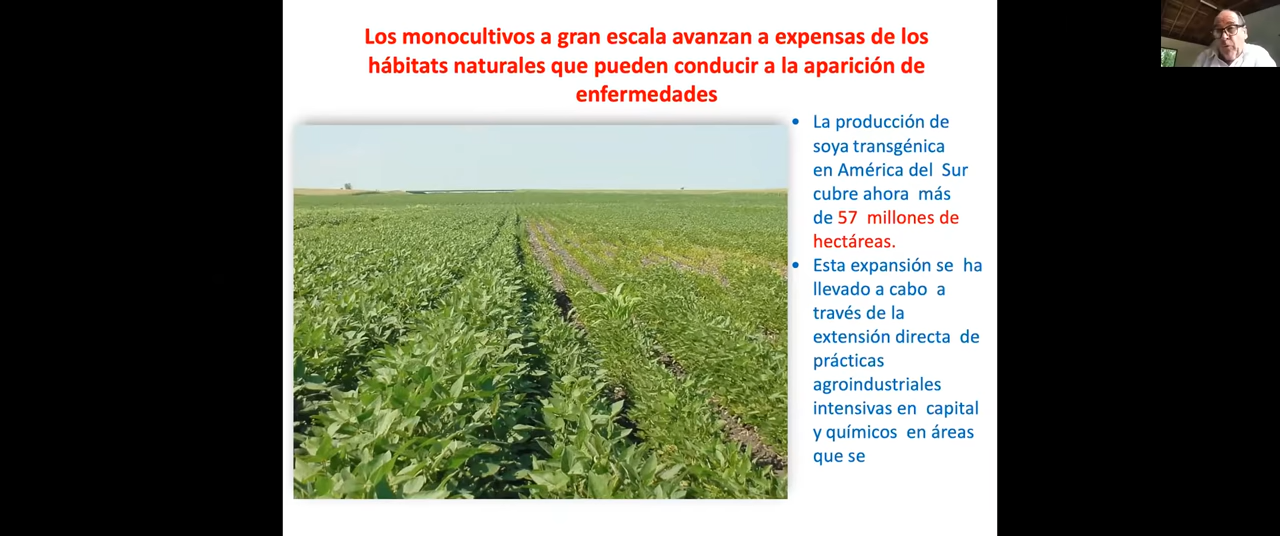 Los monocultivos a gran escala avanzan a expensas de los
hábitats naturales que pueden conducir a la aparición de
enfermedades
• La producción de
soya transgénica
en América del Sur
cubre ahora más
de 57 millones de
hectáreas.
• Esta expansión se ha
llevado a cabo a
través de la
extensión directa de
prácticas
agroindustriales
intensivas en capital
y químicos en áreas
que se